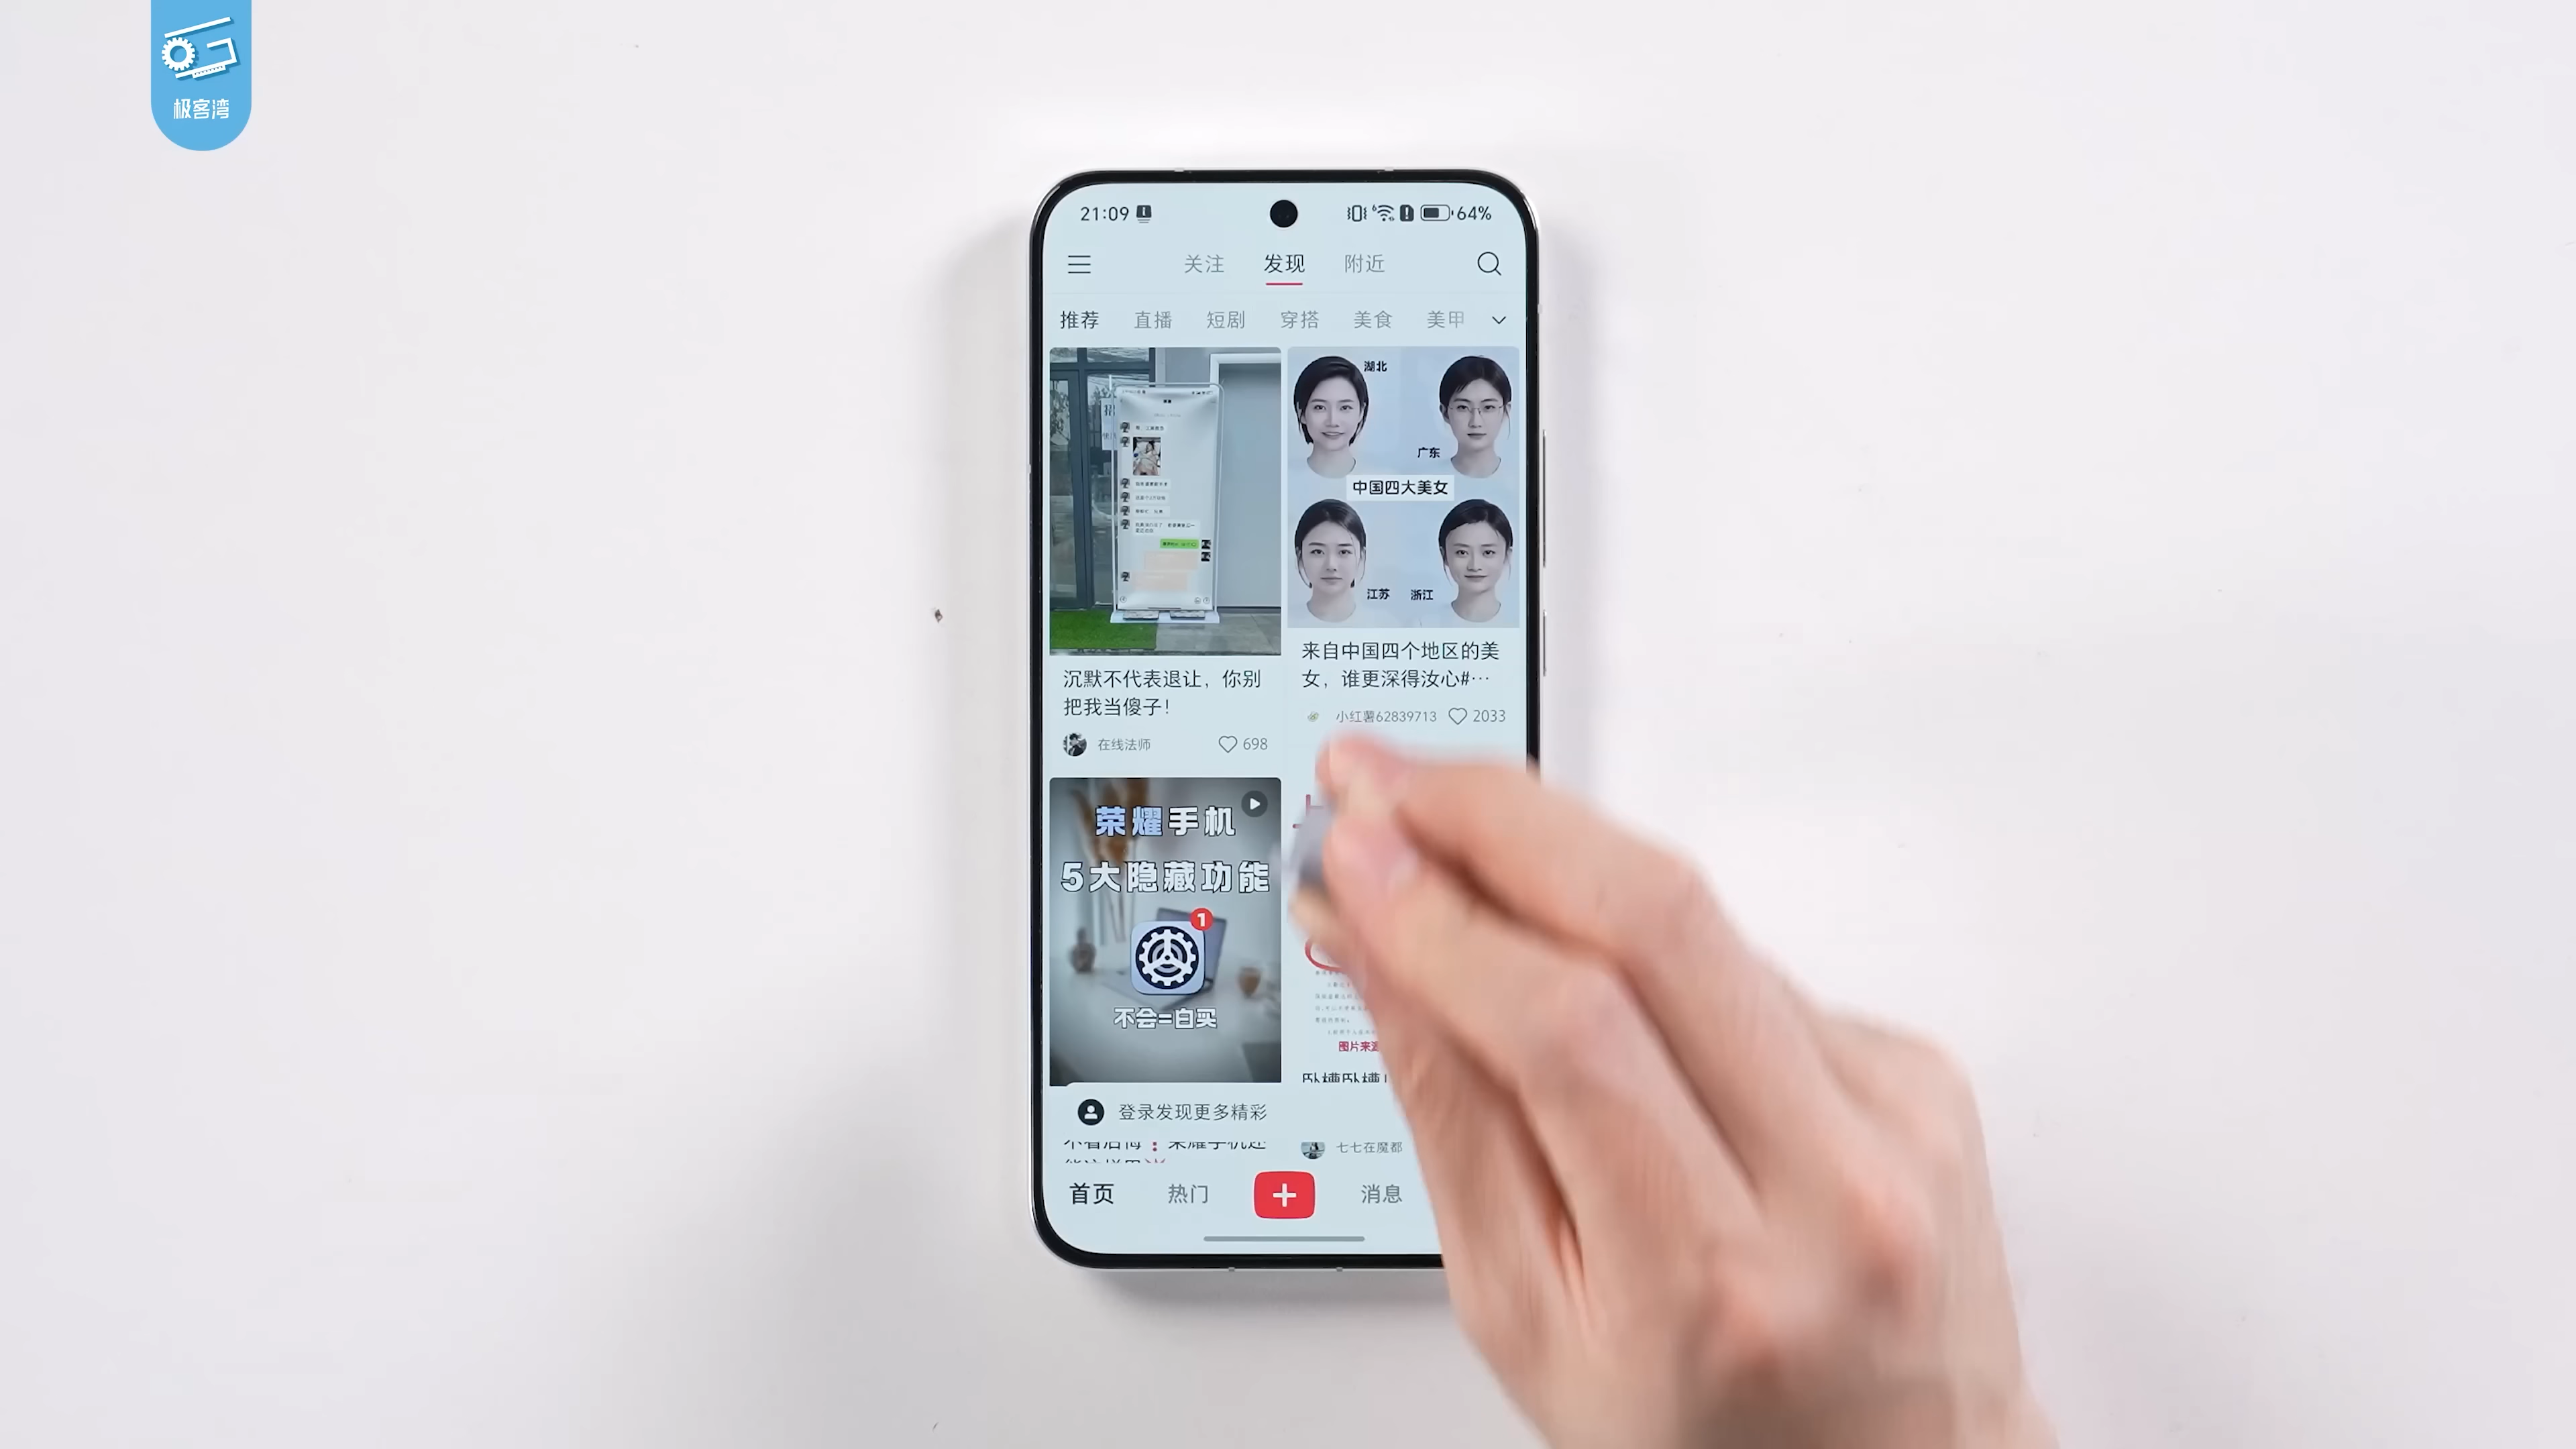 极客湾
21:09
64%
关注 发现 附近
推荐 直播 短剧 穿搭 美食 美甲
湖北
广东
中国四大美女
江苏 浙江
沉默不代表退让，你别
把我当傻子！
在线法师 698
来自中国四个地区的美
女，谁更深得汝心#…
小红薯62839713 2033
荣耀手机
5大隐藏功能
1
不会=白买
图片来源
登录发现更多精彩
七七在魔都
首页 热门 消息